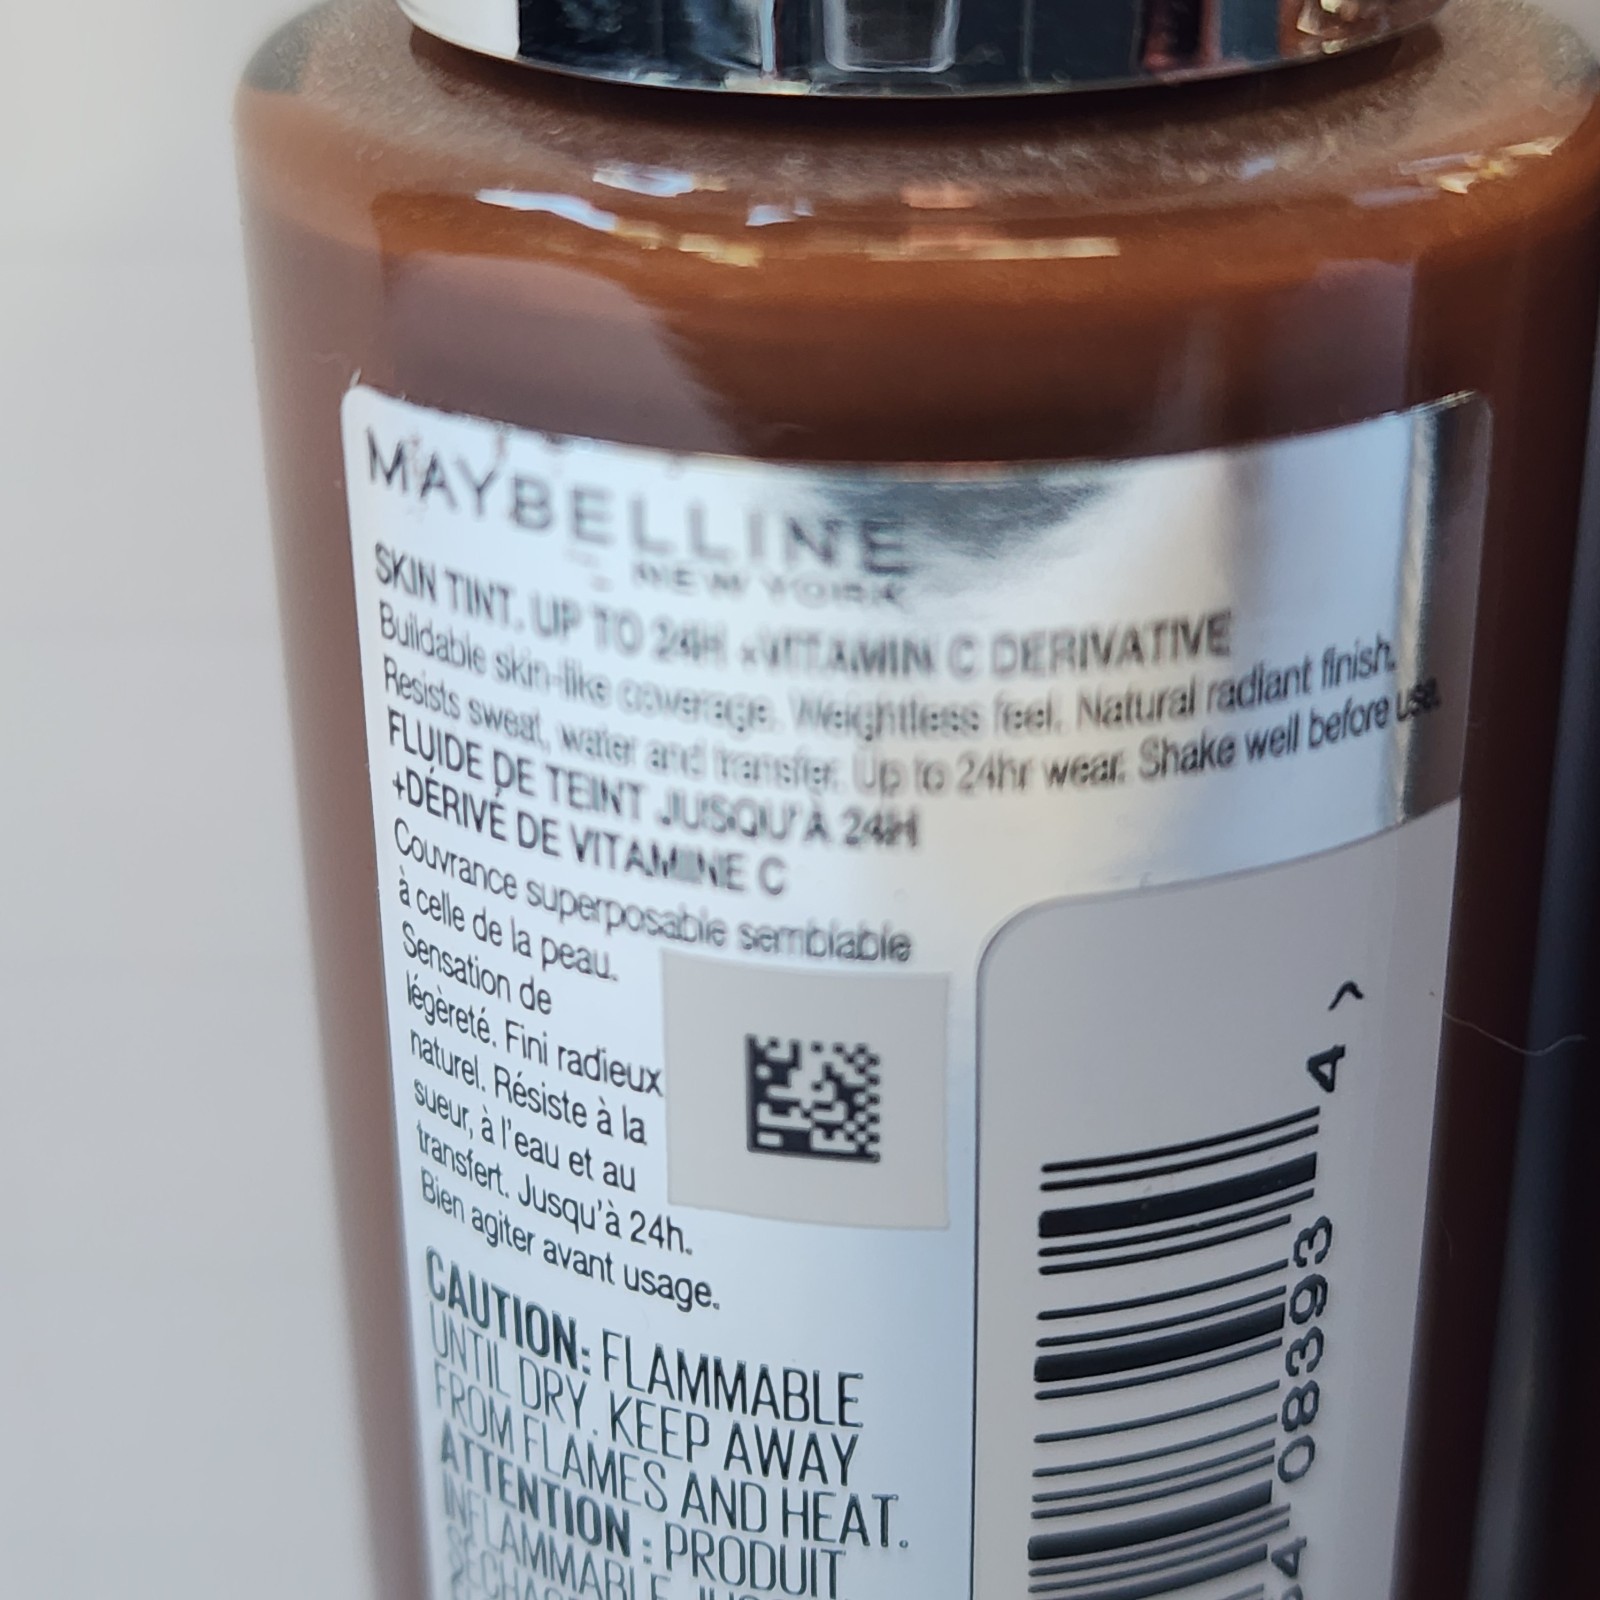 MAYBELLINE
NEW YORK
SKIN TINT. UP TO 24H +VITAMIN C DERIVATIVE
Buildable skin-like coverage. Weightless feel. Natural radiant finish.
Resists sweat, water and transfer. Up to 24hr wear. Shake well before use.
FLUIDE DE TEINT JUSQU'À 24H
+DÉRIVÉ DE VITAMINE C
Couvrance superposable semblable
à celle de la peau.
Sensation de
légèreté. Fini radieux
naturel. Résiste à la
sueur, à l'eau et au
transfert. Jusqu'à 24h.
Bien agiter avant usage.
CAUTION: FLAMMABLE
UNTIL DRY. KEEP AWAY
FROM FLAMES AND HEAT.
ATTENTION : PRODUIT
INFLAMMABLE
4 08393 4 >